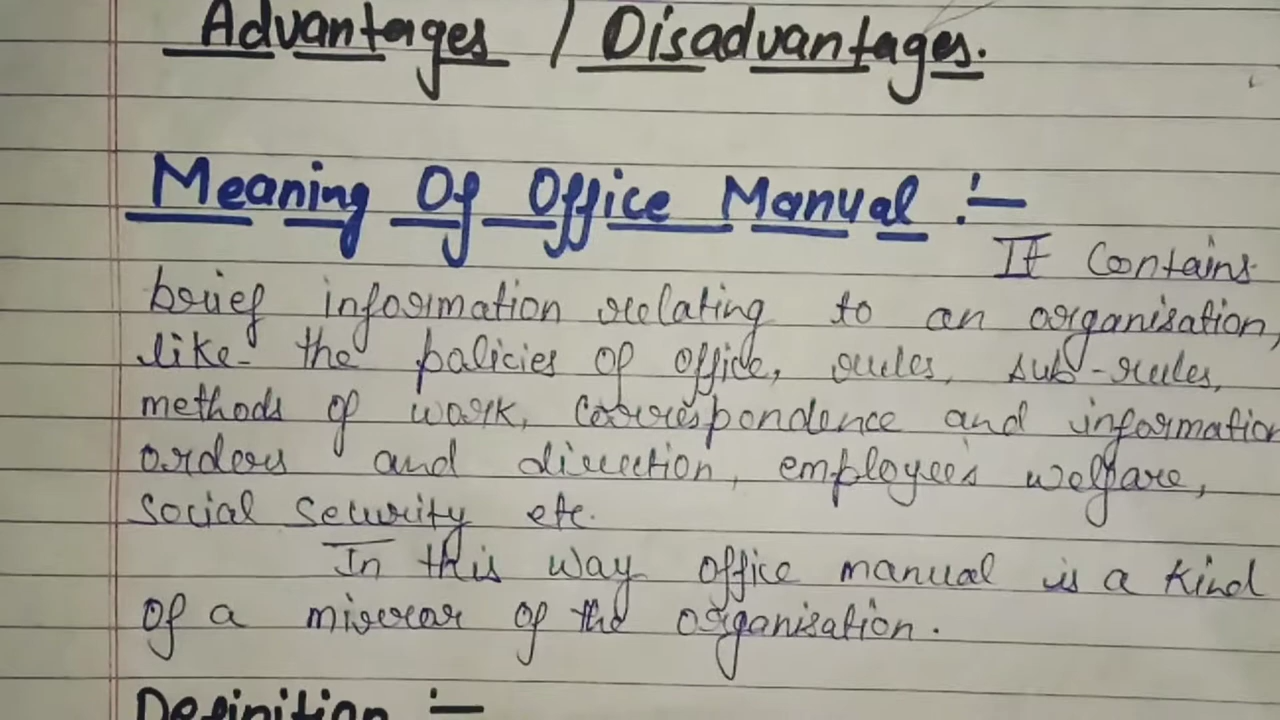 Advantages / Disadvantages.
Meaning Of Office Manual :-
It Contains
brief information relating to an organisation,
like- the policies of office, rules, sub-rules,
methods of work, correspondence and information
orders and direction, employees welfare,
Social Security etc.
In this way office manual is a kind
of a mirror of the organisation.
Definition :-